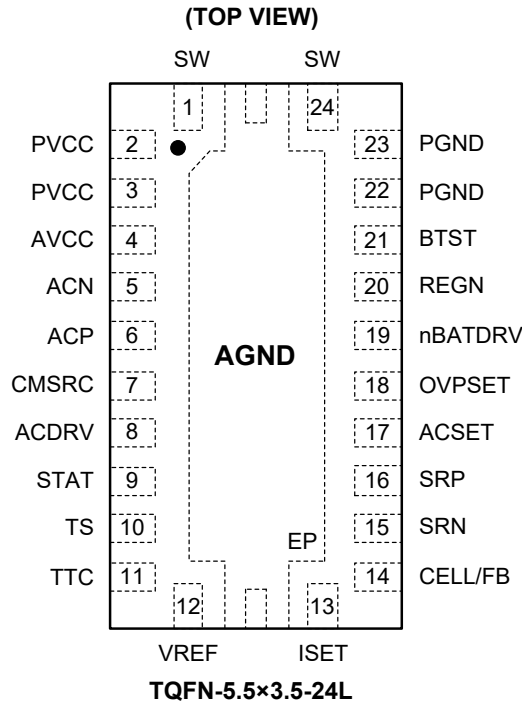 (TOP VIEW)
SW SW
1 24
PVCC 2 23 PGND
PVCC 3 22 PGND
AVCC 4 21 BTST
ACN 5 20 REGN
ACP 6 19 nBATDRV
AGND
CMSRC 7 18 OVPSET
ACDRV 8 17 ACSET
STAT 9 16 SRP
TS 10 15 SRN
EP
TTC 11 14 CELL/FB
12 13
VREF ISET
TQFN-5.5×3.5-24L